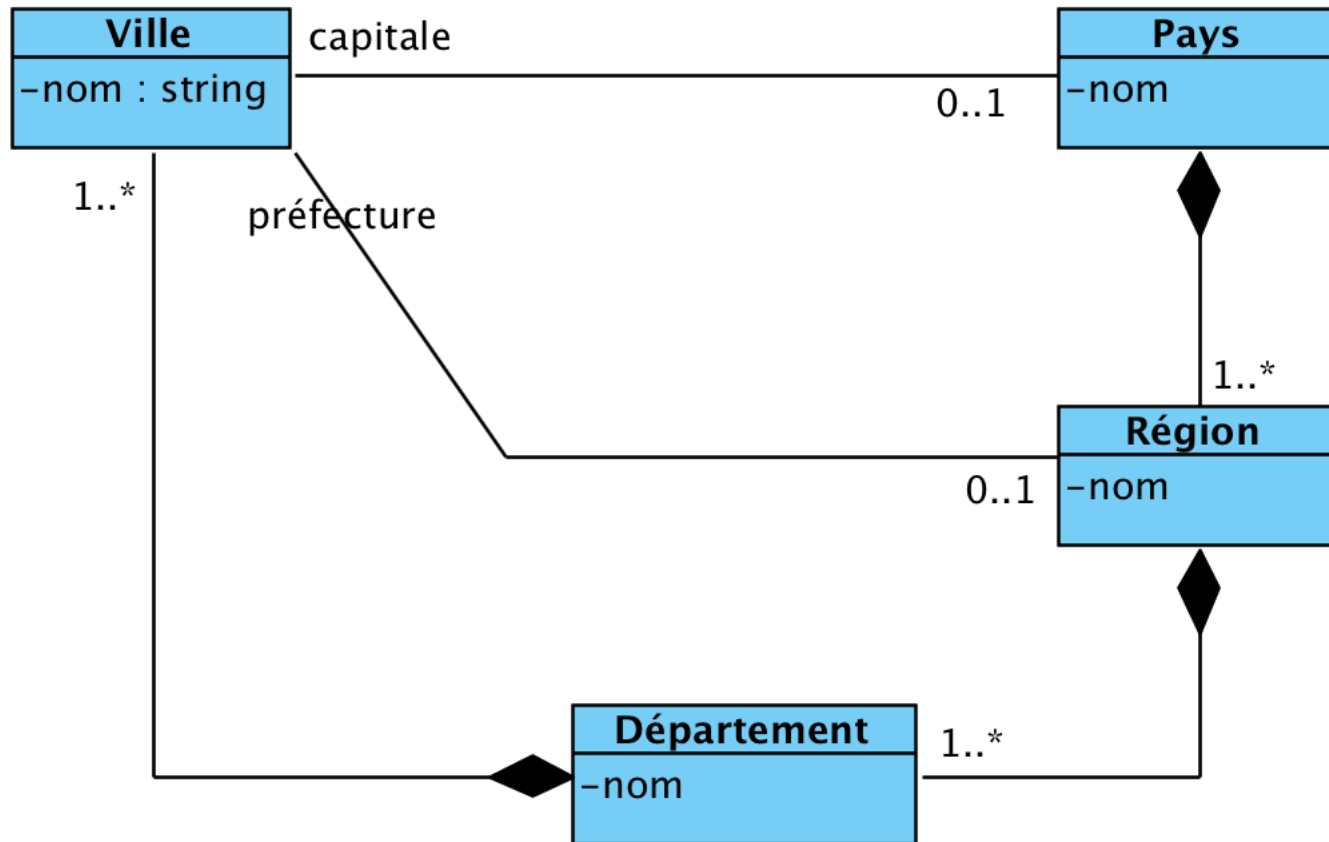 Ville
-nom : string
capitale
0..1
Pays
-nom
1..*
préfecture
1..*
0..1
Région
-nom
Département
-nom
1..*